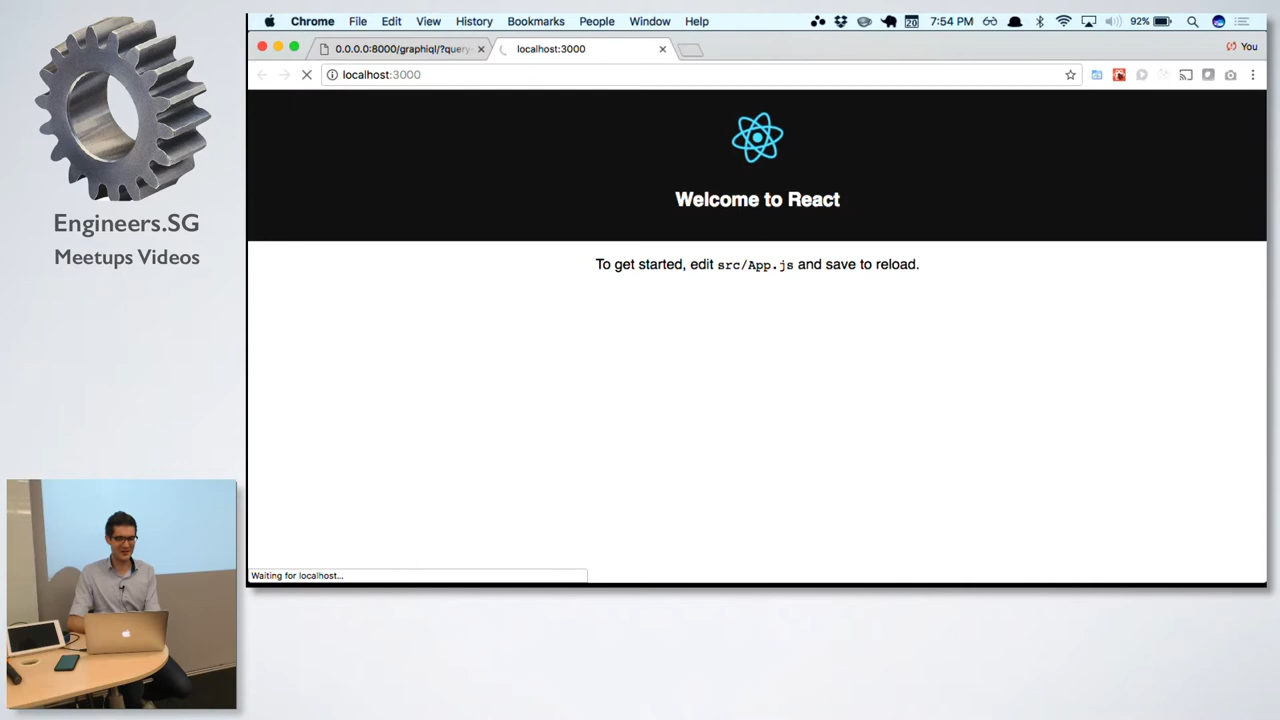 Chrome File Edit View History Bookmarks People Window Help 20 7:54 PM 92%
0.0.0.0:8000/graphiql/?query localhost:3000 You
localhost:3000
Welcome to React
To get started, edit src/App.js and save to reload.
Waiting for localhost...
Engineers.SG
Meetups Videos